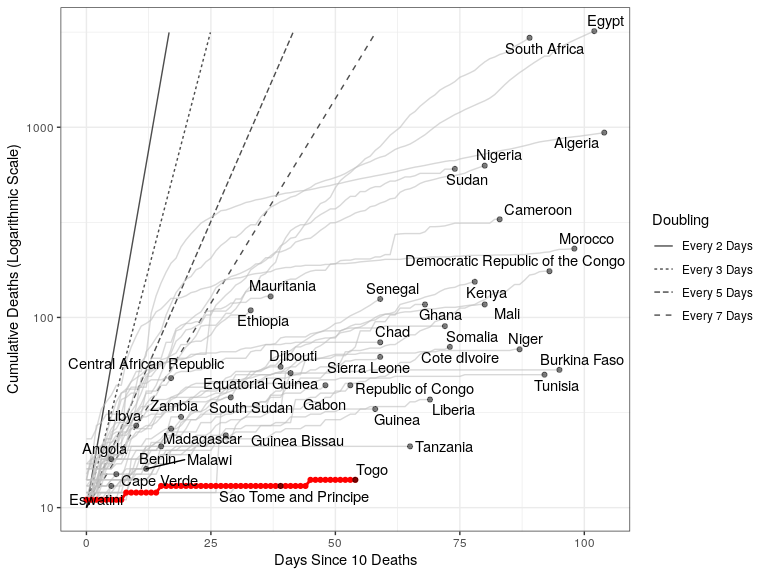 Egypt
South Africa
1000
Algeria
Nigeria
Sudan
Cameroon
Morocco
Democratic Republic of the Congo
Mauritania
Senegal
Kenya
Ethiopia
Ghana
Mali
100
Chad
Somalia
Niger
Djibouti
Cote dIvoire
Burkina Faso
Central African Republic
Sierra Leone
Equatorial Guinea
Republic of Congo
Tunisia
Libya
Zambia
South Sudan
Gabon
Guinea
Liberia
Angola
Madagascar
Guinea Bissau
Tanzania
Benin
Malawi
Togo
Cape Verde
Eswatini
Sao Tome and Principe
10
0
25
50
75
100
Days Since 10 Deaths
Cumulative Deaths (Logarithmic Scale)
Doubling
Every 2 Days
Every 3 Days
Every 5 Days
Every 7 Days